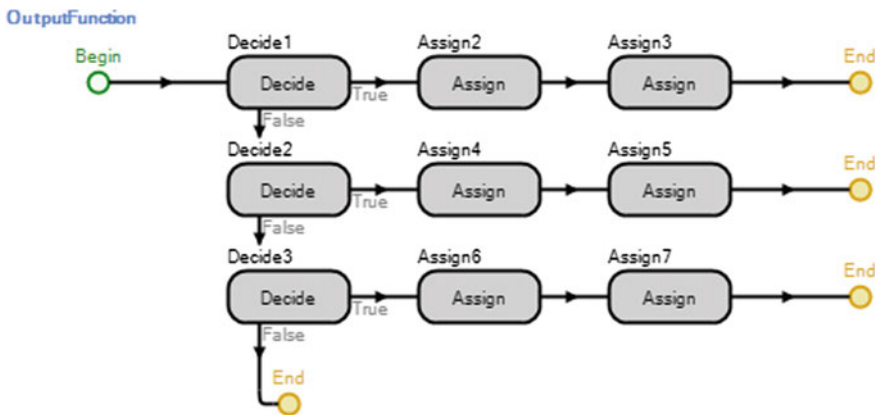 OutputFunction
Begin
Decide1
Decide
True
False
Assign2
Assign
Assign3
Assign
End
Decide2
Decide
True
False
Assign4
Assign
Assign5
Assign
End
Decide3
Decide
True
False
Assign6
Assign
Assign7
Assign
End
End